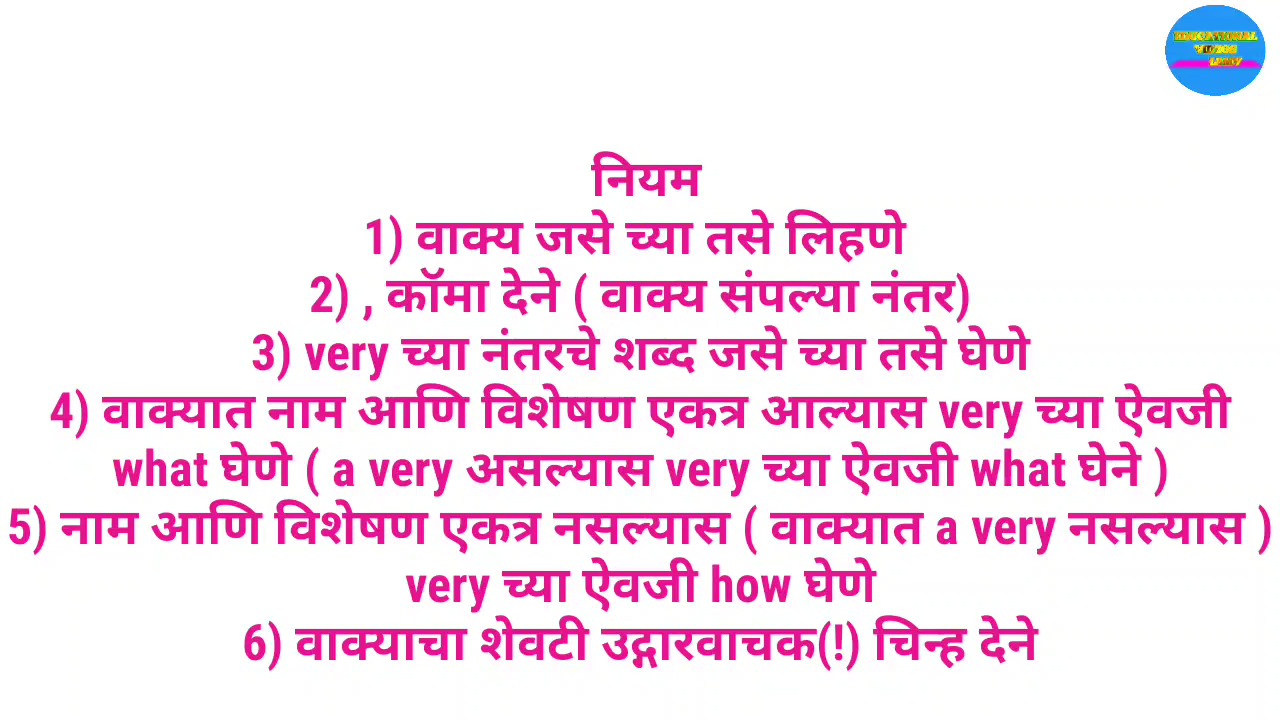 EDUCATIONAL
VIDEOS
नियम
1) वाक्य जसे च्या तसे लिहणे
2) , कॉमा देने ( वाक्य संपल्या नंतर)
3) very च्या नंतरचे शब्द जसे च्या तसे घेणे
4) वाक्यात नाम आणि विशेषण एकत्र आल्यास very च्या ऐवजी
what घेणे ( a very असल्यास very च्या ऐवजी what घेने )
5) नाम आणि विशेषण एकत्र नसल्यास ( वाक्यात a very नसल्यास )
very च्या ऐवजी how घेणे
6) वाक्याचा शेवटी उद्गारवाचक(!) चिन्ह देने